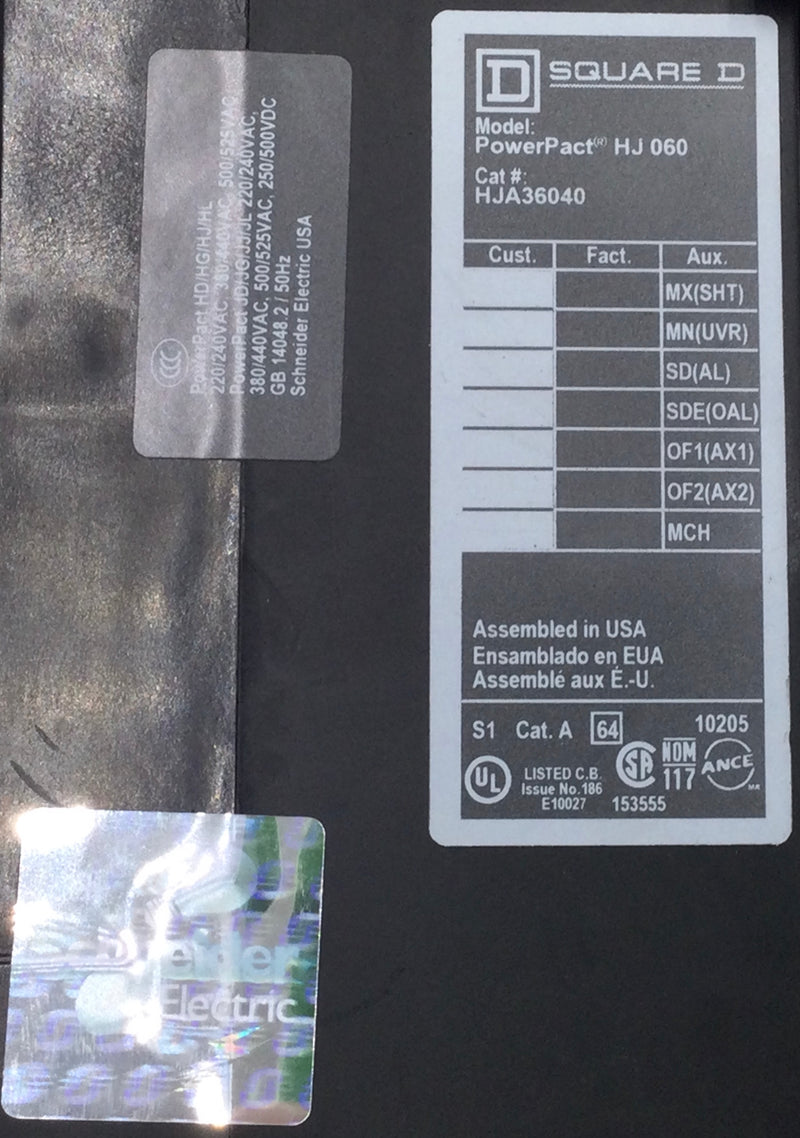 CCC
PowerPact HD/HG/HJ/HL
220/240VAC, 380/440VAC, 500/525VAC
PowerPact JD/JG/JJ/JL 220/240VAC,
380/440VAC, 500/525VAC, 250/500VDC
GB 14048.2 / 50Hz
Schneider Electric USA
D SQUARE D
Model:
PowerPact(R) HJ 060
Cat #:
HJA36040
Cust. Fact. Aux.
MX(SHT)
MN(UVR)
SD(AL)
SDE(OAL)
OF1(AX1)
OF2(AX2)
MCH
Assembled in USA
Ensamblado en EUA
Assemblé aux É.-U.
S1 Cat. A 64 10205
UL LISTED C.B.
Issue No.186
E10027
SA 153555
NOM
117
ANCE
MR
Electric